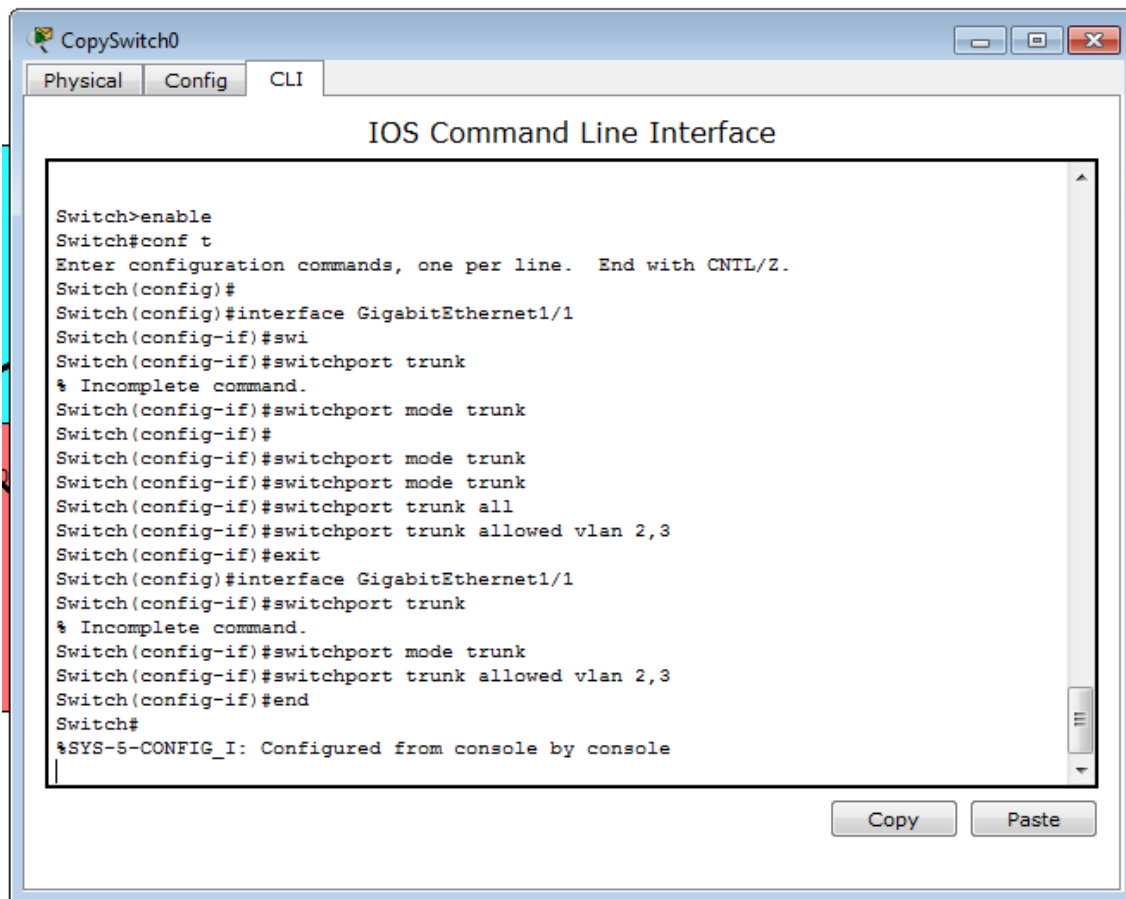 CopySwitch0
Physical Config CLI
IOS Command Line Interface
Switch>enable
Switch#conf t
Enter configuration commands, one per line.  End with CNTL/Z.
Switch(config)#
Switch(config)#interface GigabitEthernet1/1
Switch(config-if)#swi
Switch(config-if)#switchport trunk
% Incomplete command.
Switch(config-if)#switchport mode trunk
Switch(config-if)#
Switch(config-if)#switchport mode trunk
Switch(config-if)#switchport mode trunk
Switch(config-if)#switchport trunk all
Switch(config-if)#switchport trunk allowed vlan 2,3
Switch(config-if)#exit
Switch(config)#interface GigabitEthernet1/1
Switch(config-if)#switchport trunk
% Incomplete command.
Switch(config-if)#switchport mode trunk
Switch(config-if)#switchport trunk allowed vlan 2,3
Switch(config-if)#end
Switch#
%SYS-5-CONFIG_I: Configured from console by console
Copy Paste